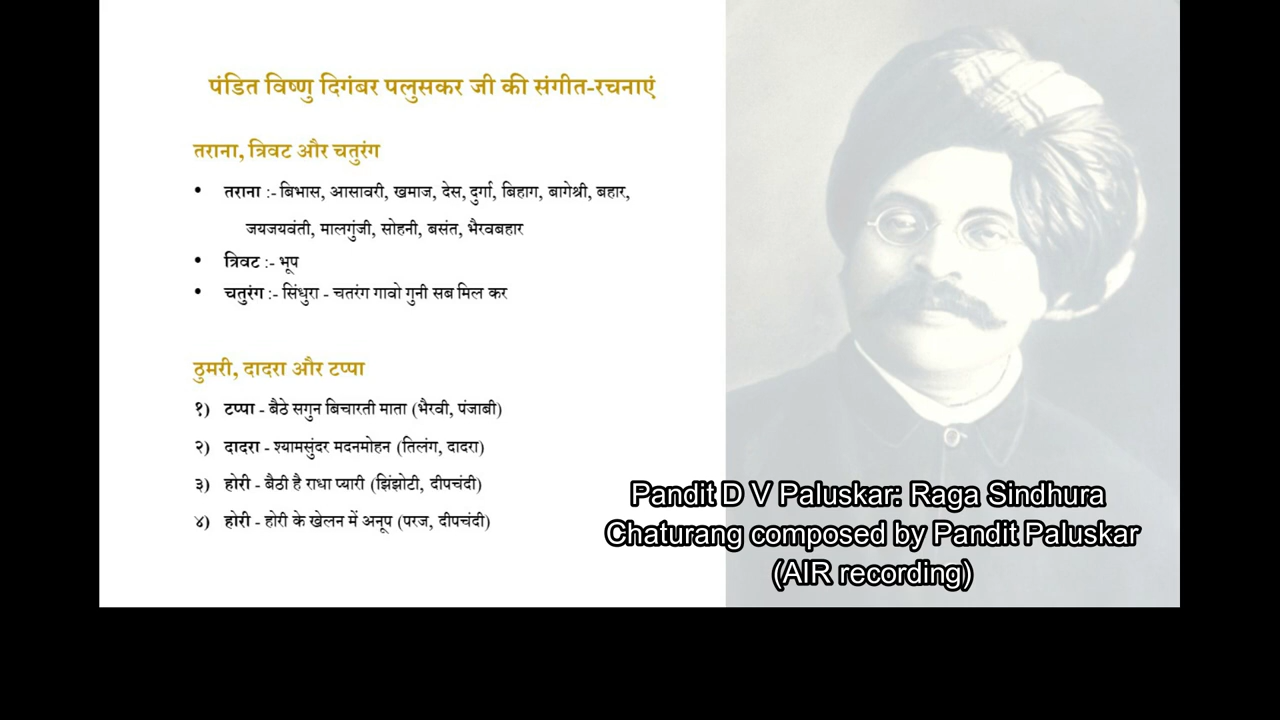 पंडित विष्णु दिगंबर पलुसकर जी की संगीत-रचनाएं
तराना, त्रिवट और चतुरंग
• तराना :- बिभास, आसावरी, खमाज, देस, दुर्गा, बिहाग, बागेश्री, बहार,
जयजयवंती, मालगुंजी, सोहनी, बसंत, भैरवबहार
• त्रिवट :- भूप
• चतुरंग :- सिंधुरा - चतरंग गावो गुनी सब मिल कर
ठुमरी, दादरा और टप्पा
१) टप्पा - बैठे सगुन बिचारती माता (भैरवी, पंजाबी)
२) दादरा - श्यामसुंदर मदनमोहन (तिलंग, दादरा)
३) होरी - बैठी है राधा प्यारी (झिंझोटी, दीपचंदी)
४) होरी - होरी के खेलन में अनूप (परज, दीपचंदी)
Pandit D V Paluskar: Raga Sindhura
Chaturang composed by Pandit Paluskar
(AIR recording)